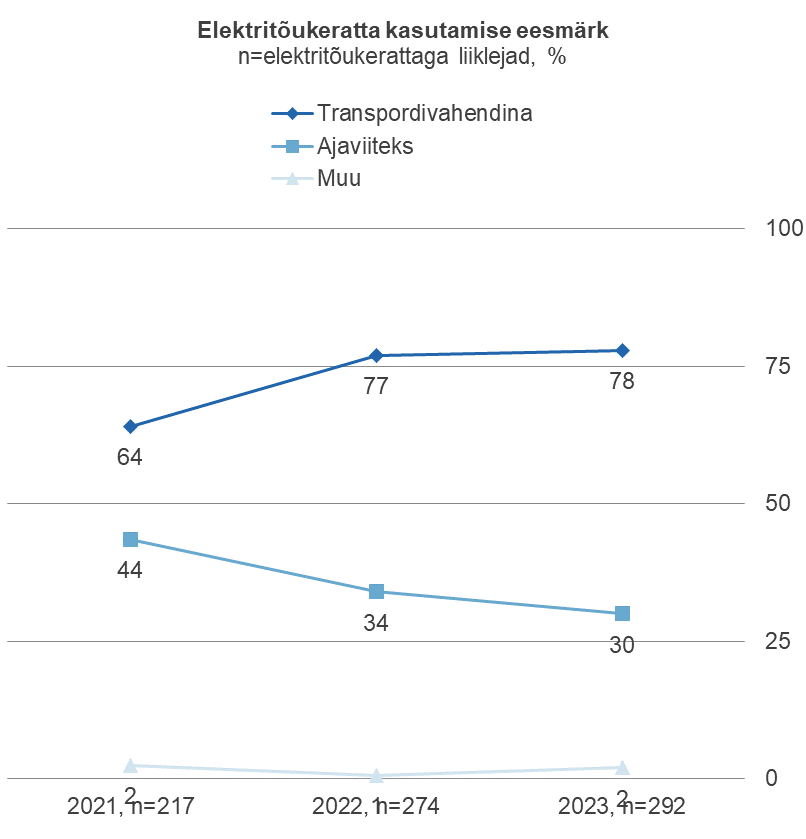 Elektritõukeratta kasutamise eesmärk
n=elektritõukerattaga liiklejad, %
Transpordivahendina
Ajaviiteks
Muu
100
75
64
77
78
50
44
34
30
25
0
2
1
2
2021, n=217
2022, n=274
2023, n=292